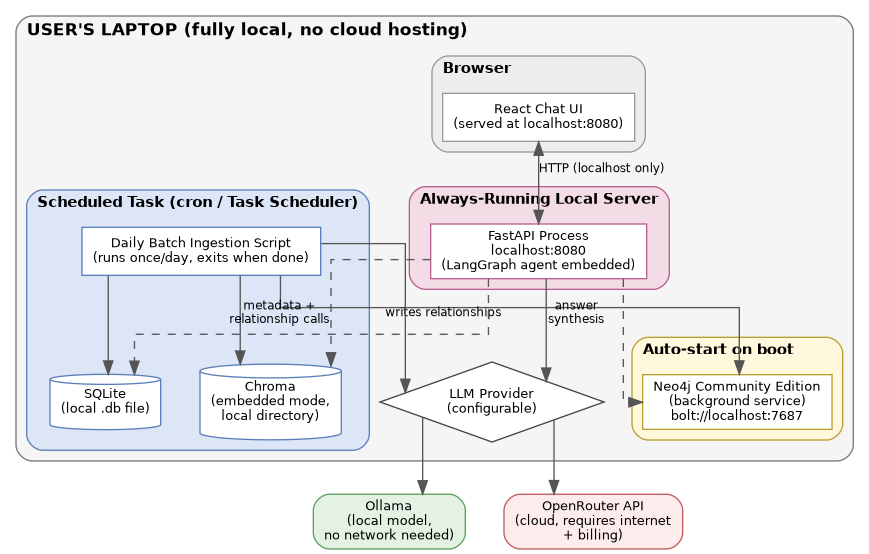 USER'S LAPTOP (fully local, no cloud hosting)
Browser
React Chat UI
(served at localhost:8080)
HTTP (localhost only)
Scheduled Task (cron / Task Scheduler)
Daily Batch Ingestion Script
(runs once/day, exits when done)
Always-Running Local Server
FastAPI Process
localhost:8080
(LangGraph agent embedded)
metadata +
relationship calls
writes relationships
answer
synthesis
SQLite
(local .db file)
Chroma
(embedded mode,
local directory)
LLM Provider
(configurable)
Auto-start on boot
Neo4j Community Edition
(background service)
bolt://localhost:7687
Ollama
(local model,
no network needed)
OpenRouter API
(cloud, requires internet
+ billing)